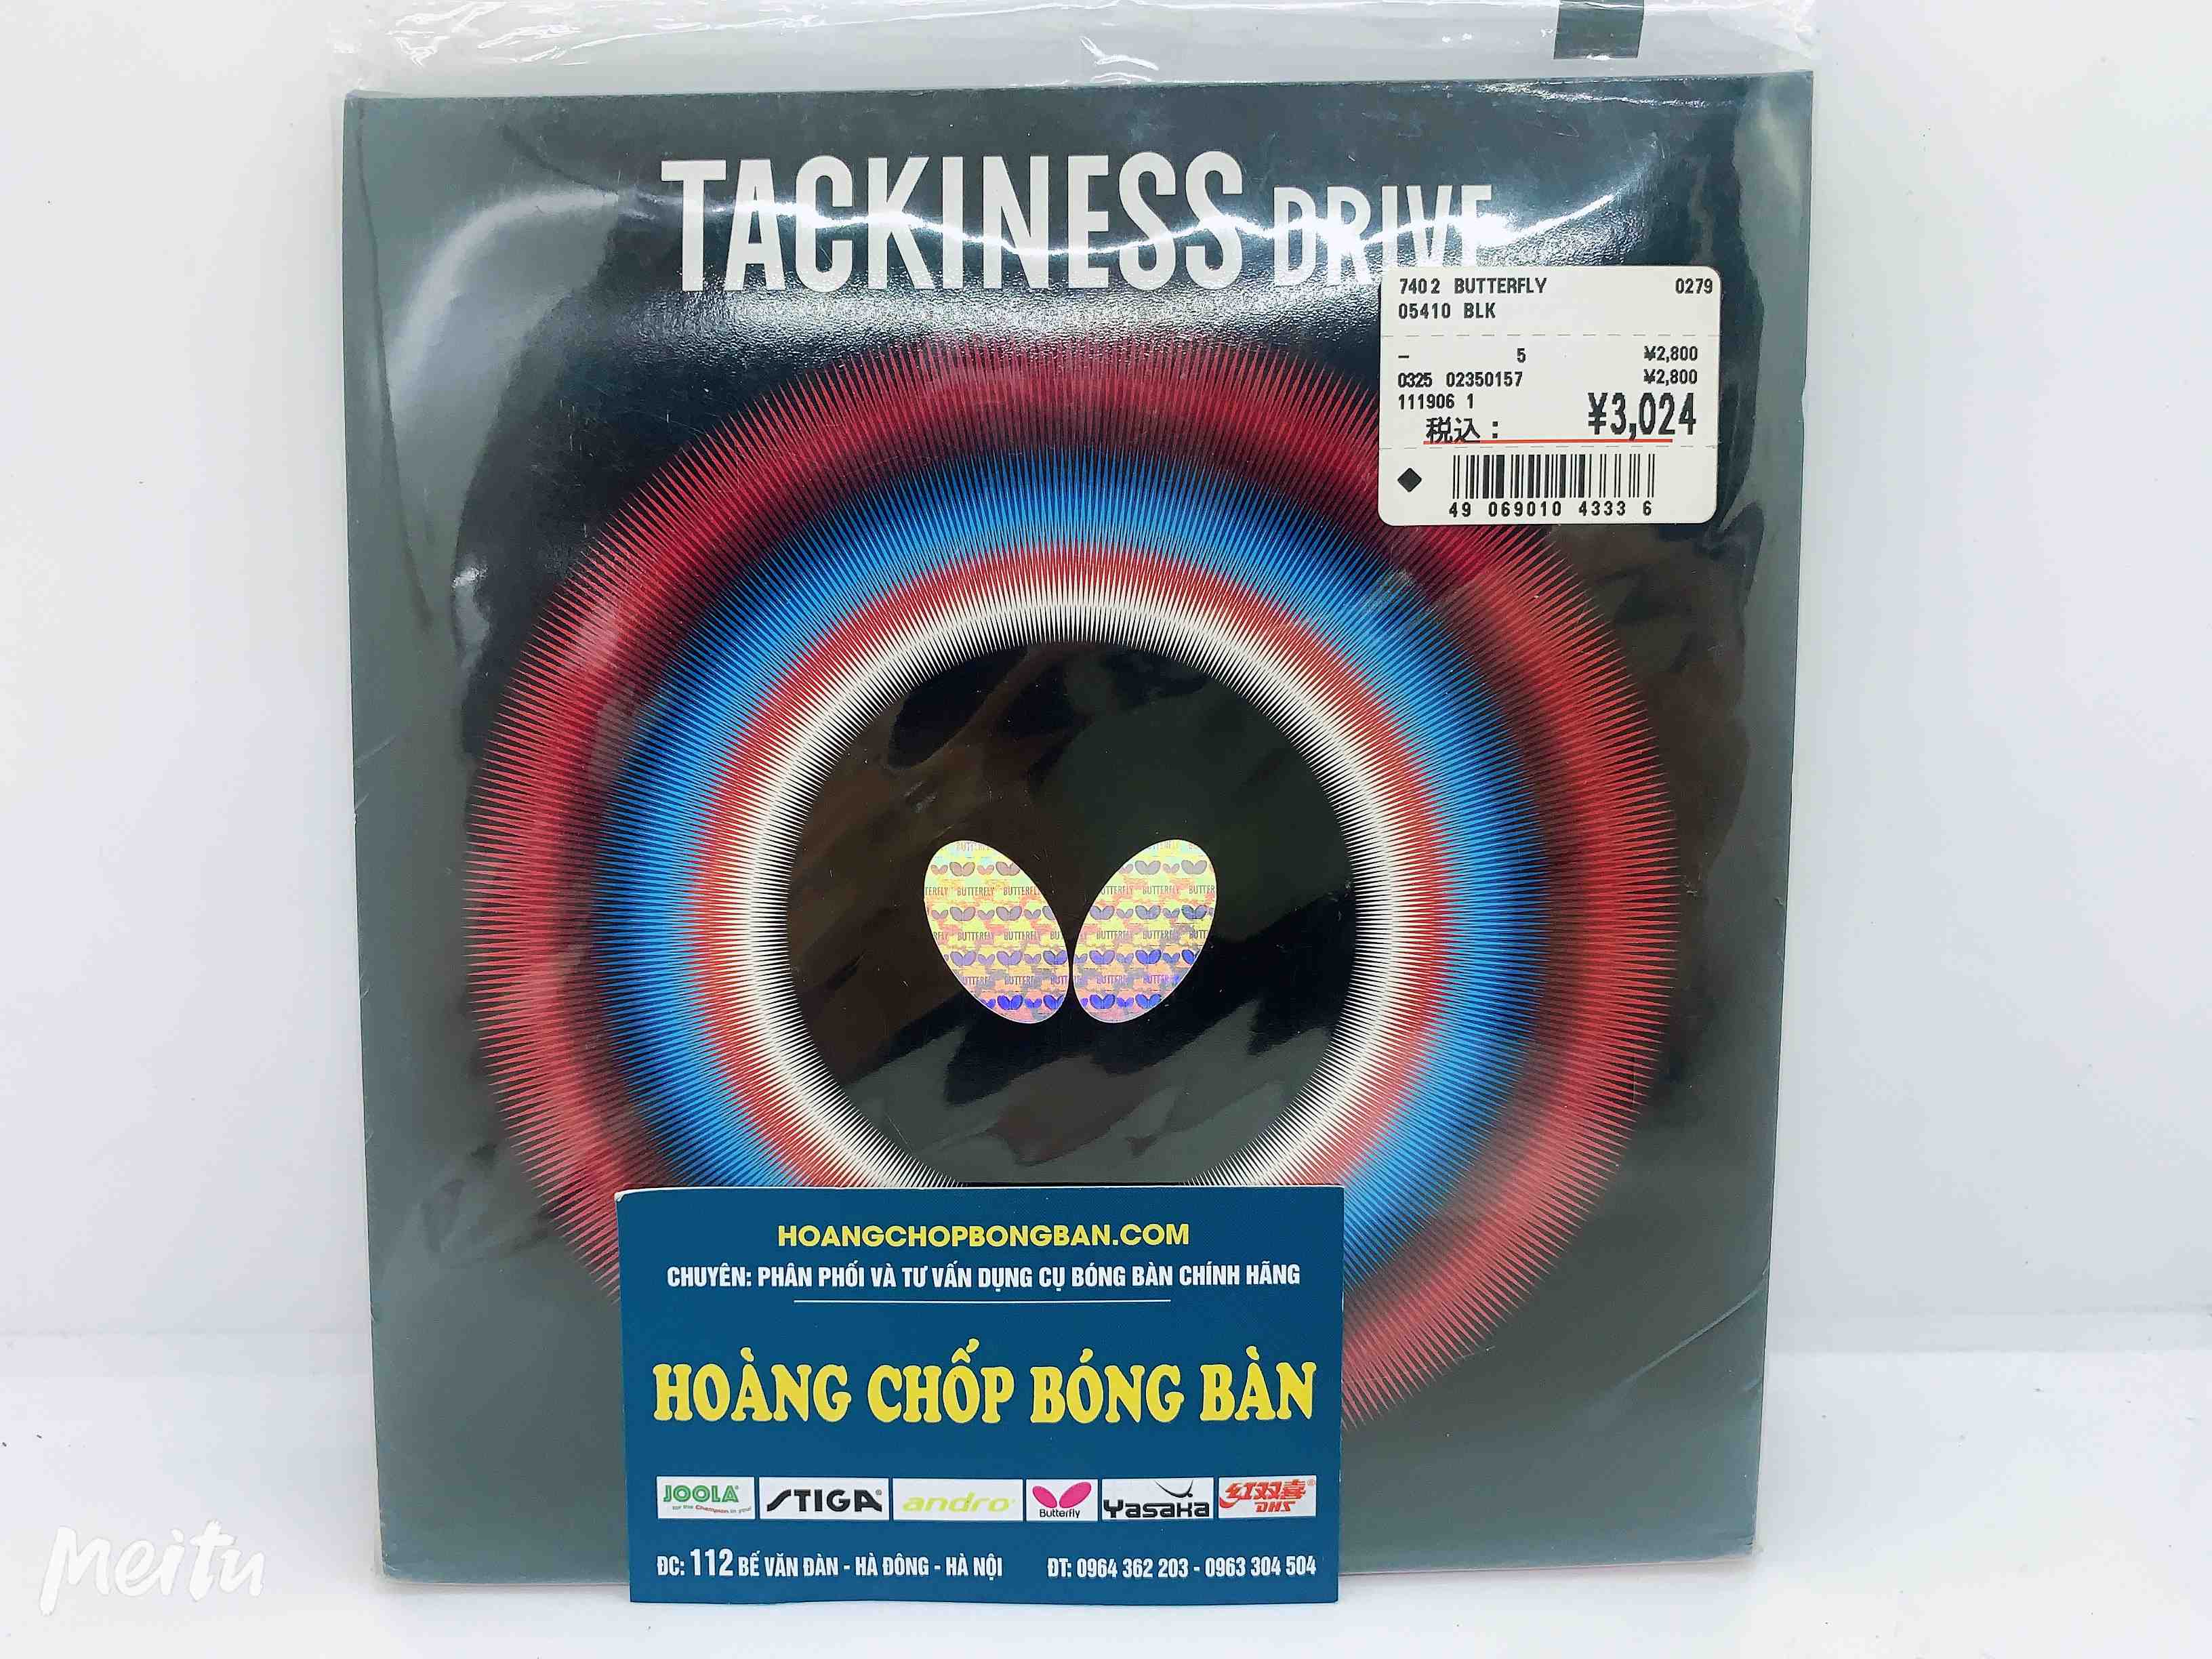 TACKINESS DRIVE
7402 BUTTERFLY 0279
05410 BLK
- 5 ¥2,800
0325 02350157 ¥2,800
111906 1
税込: ¥3,024
49 069010 4333 6
BUTTERFLY BUTTERFLY
HOANGCHOPBONGBAN.COM
CHUYÊN: PHÂN PHỐI VÀ TƯ VẤN DỤNG CỤ BÓNG BÀN CHÍNH HÃNG
HOÀNG CHỐP BÓNG BÀN
JOOLA STIGA andro Butterfly Yasaka 红双喜 DHS
ĐC: 112 BẾ VĂN ĐÀN - HÀ ĐÔNG - HÀ NỘI ĐT: 0964 362 203 - 0963 304 504
Meitu